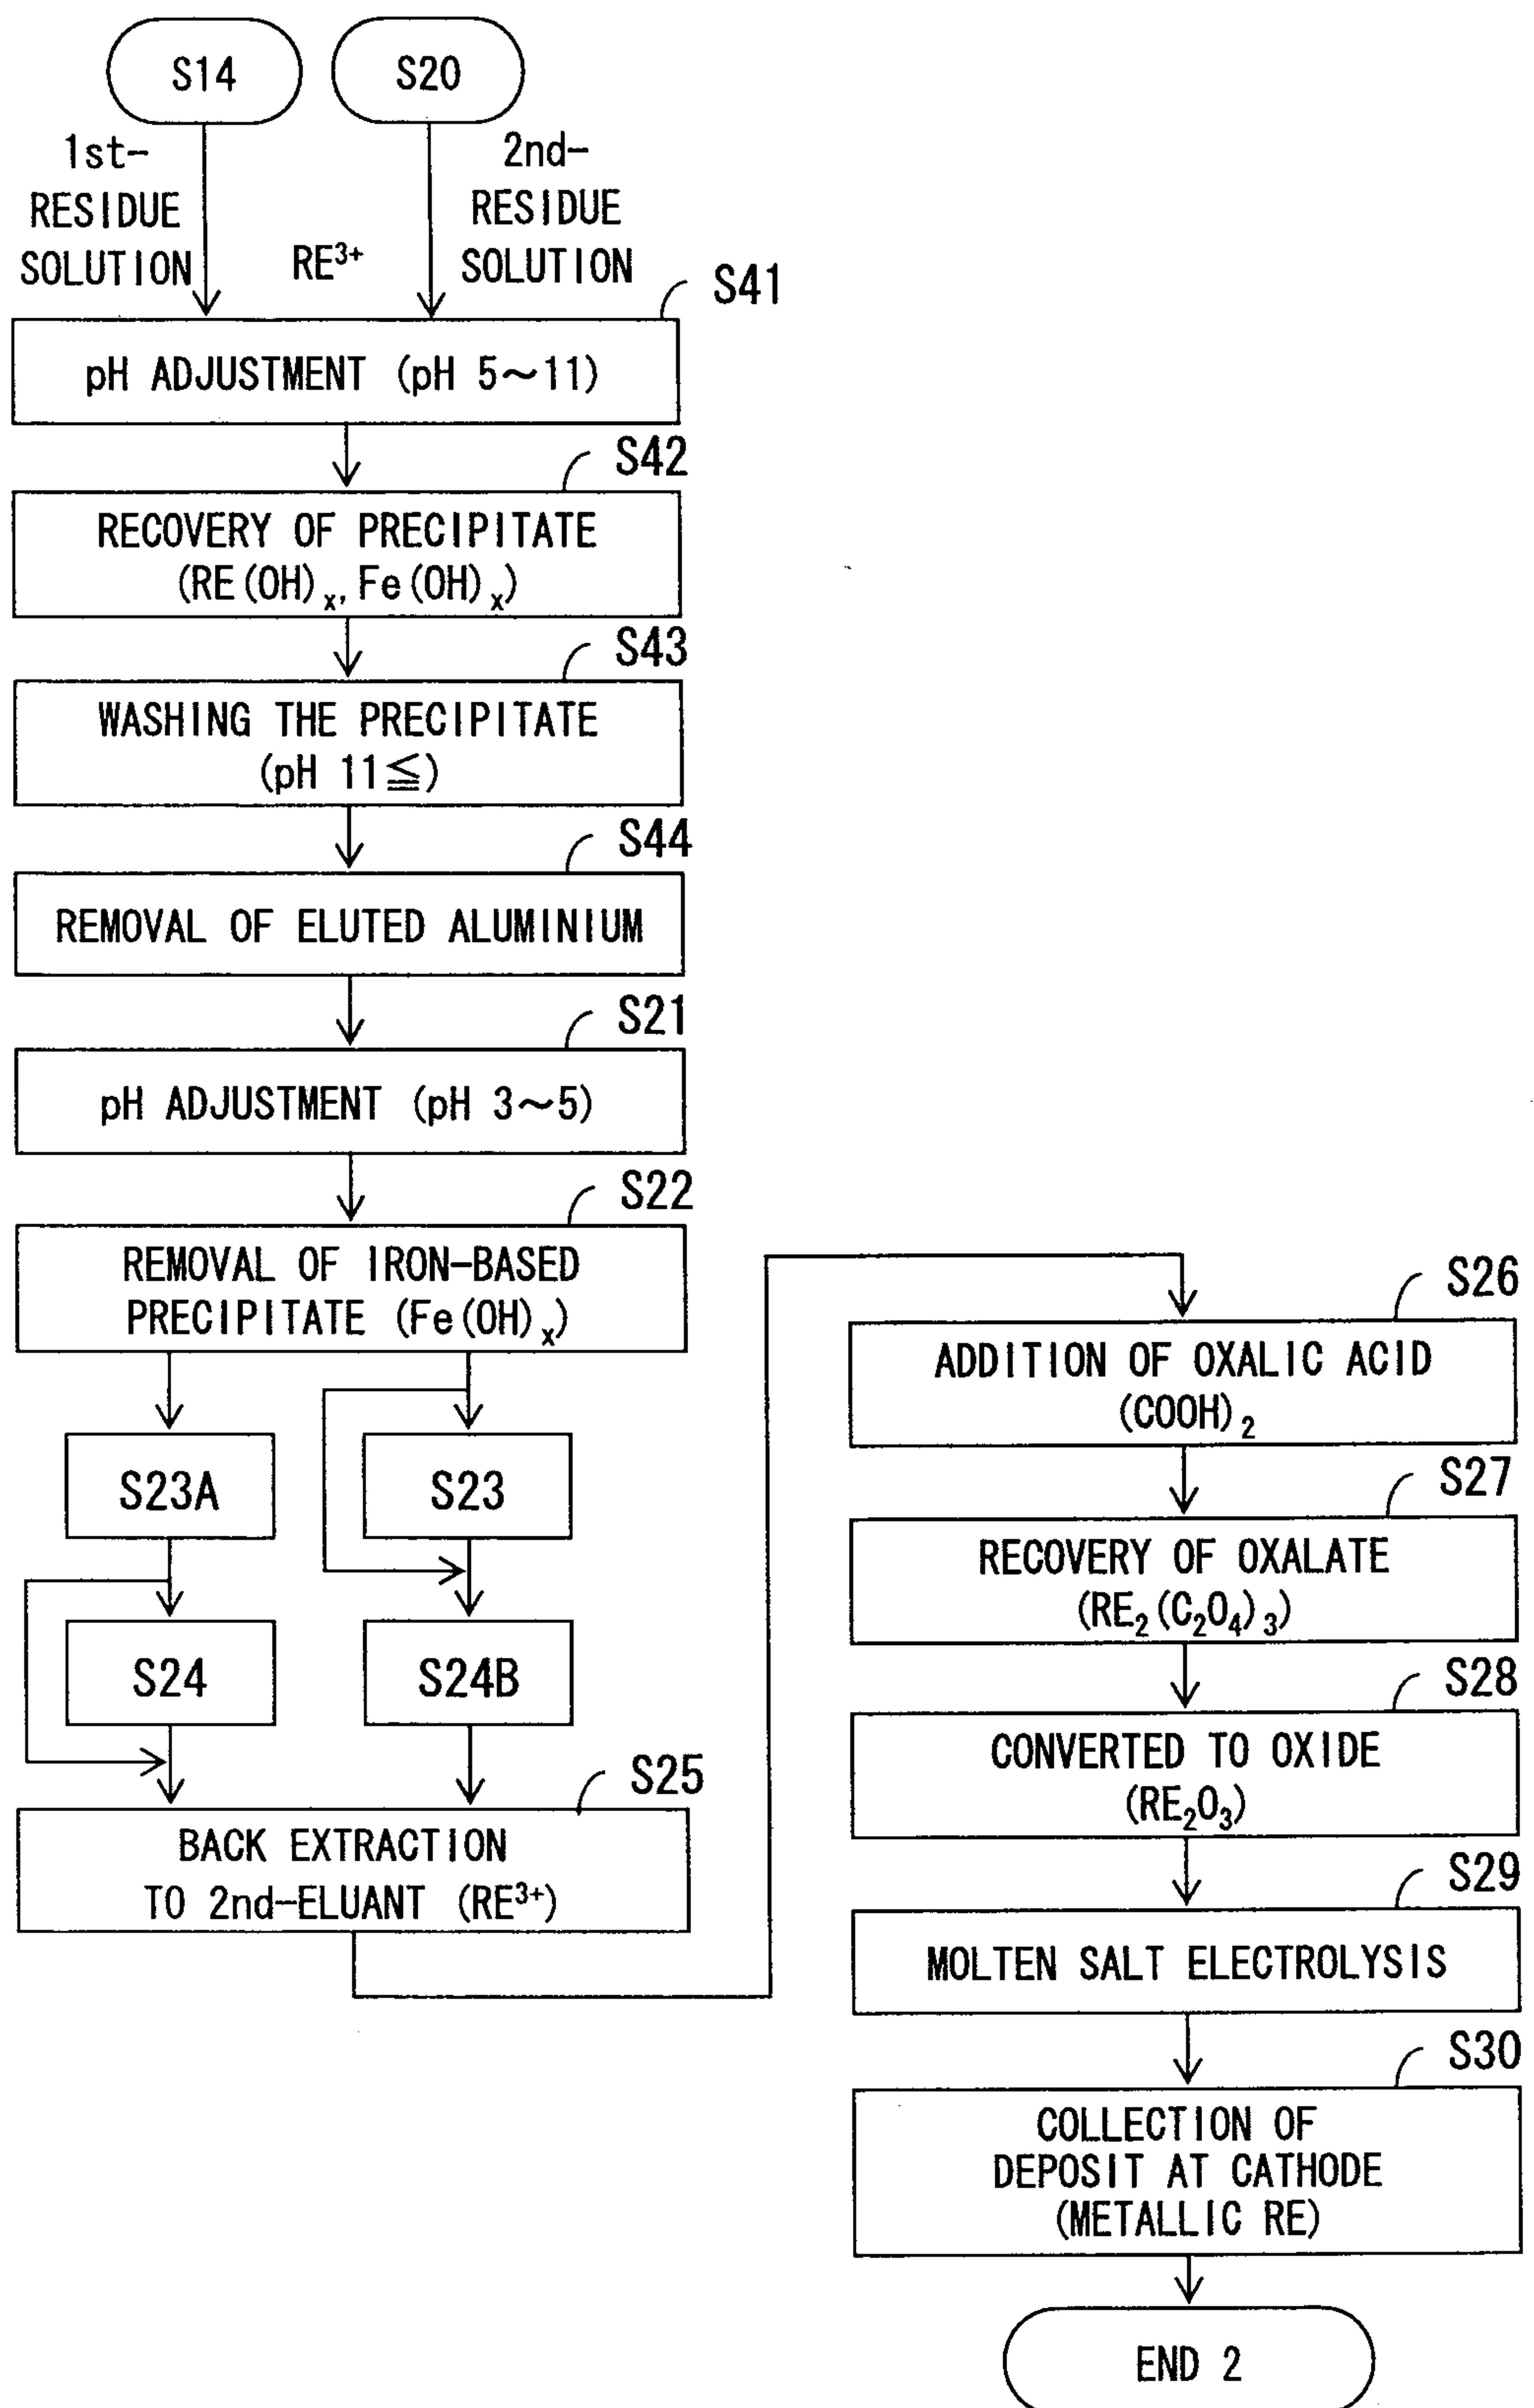 S14
S20
1st-
RESIDUE
SOLUTION
RE³⁺
2nd-
RESIDUE
SOLUTION
S41
pH ADJUSTMENT (pH 5～11)
S42
RECOVERY OF PRECIPITATE
(RE(OH)ₓ, Fe(OH)ₓ)
S43
WASHING THE PRECIPITATE
(pH 11≦)
S44
REMOVAL OF ELUTED ALUMINIUM
S21
pH ADJUSTMENT (pH 3～5)
S22
REMOVAL OF IRON-BASED
PRECIPITATE (Fe(OH)ₓ)
S23A
S23
S24
S24B
S25
BACK EXTRACTION
TO 2nd-ELUANT (RE³⁺)
S26
ADDITION OF OXALIC ACID
(COOH)₂
S27
RECOVERY OF OXALATE
(RE₂(C₂O₄)₃)
S28
CONVERTED TO OXIDE
(RE₂O₃)
S29
MOLTEN SALT ELECTROLYSIS
S30
COLLECTION OF
DEPOSIT AT CATHODE
(METALLIC RE)
END 2